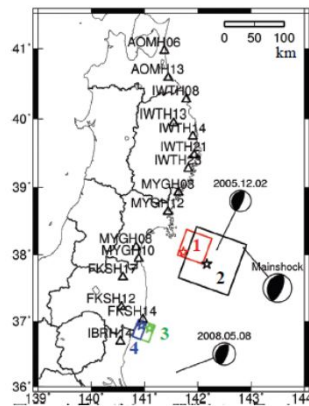 0 50 100
km
41°
40°
39°
38°
37°
36°
139° 140° 141° 142° 143° 144°
AOMH06
AOMH13
IWTH08
IWTH13
IWTH14
IWTH21
MYGH03
MYGH12
2005.12.02
MYGH08
MYGH10
FKSH17
1
2
Mainshock
FKSH12
FKSH14
IBRH14
3
4
2008.05.08